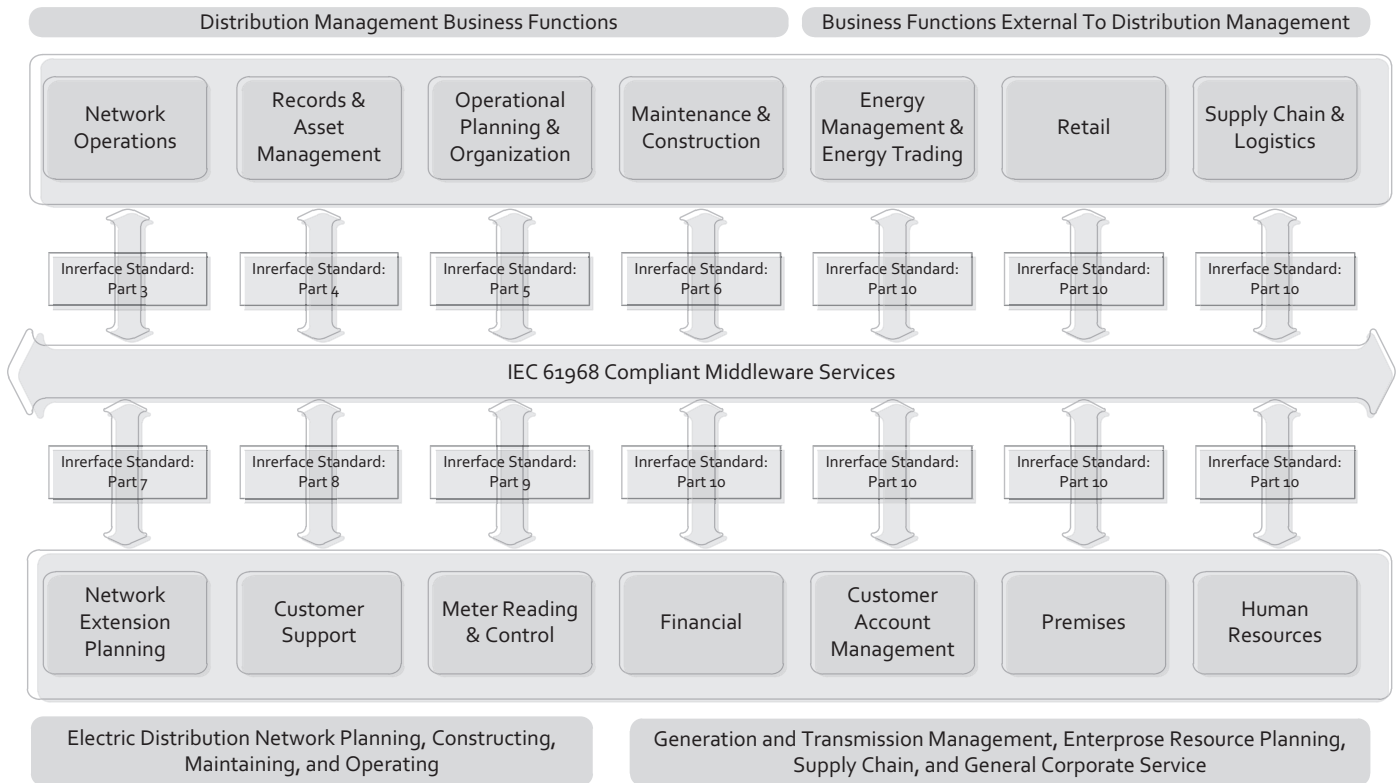 Distribution Management Business Functions
Business Functions External To Distribution Management
Network
Operations
Records &
Asset
Management
Operational
Planning &
Organization
Maintenance &
Construction
Energy
Management &
Energy Trading
Retail
Supply Chain &
Logistics
Inrerface Standard:
Part 3
Inrerface Standard:
Part 4
Inrerface Standard:
Part 5
Inrerface Standard:
Part 6
Inrerface Standard:
Part 10
Inrerface Standard:
Part 10
Inrerface Standard:
Part 10
IEC 61968 Compliant Middleware Services
Inrerface Standard:
Part 7
Inrerface Standard:
Part 8
Inrerface Standard:
Part 9
Inrerface Standard:
Part 10
Inrerface Standard:
Part 10
Inrerface Standard:
Part 10
Inrerface Standard:
Part 10
Network
Extension
Planning
Customer
Support
Meter Reading
& Control
Financial
Customer
Account
Management
Premises
Human
Resources
Electric Distribution Network Planning, Constructing,
Maintaining, and Operating
Generation and Transmission Management, Enterprose Resource Planning,
Supply Chain, and General Corporate Service